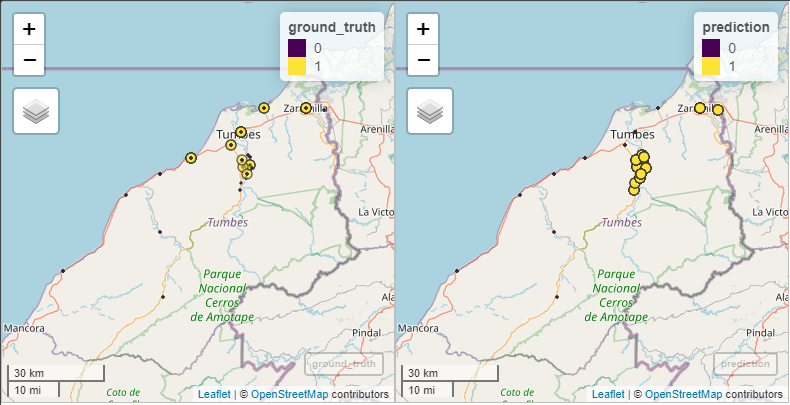 +
−
ground_truth
0
1
Zarumilla
Tumbes
Arenilla
La Victo
Tumbes
Parque
Nacional
Cerros
de Amotape
Mancora
Ala
Pindal
30 km
10 mi
ground_truth
Coto de
Leaflet | © OpenStreetMap contributors
+
−
prediction
0
1
Tumbes
Arenilla
La Victo
Tumbes
Parque
Nacional
Cerros
de Amotape
Mancora
Ala
Pindal
30 km
10 mi
prediction
Coto de
Leaflet | © OpenStreetMap contributors